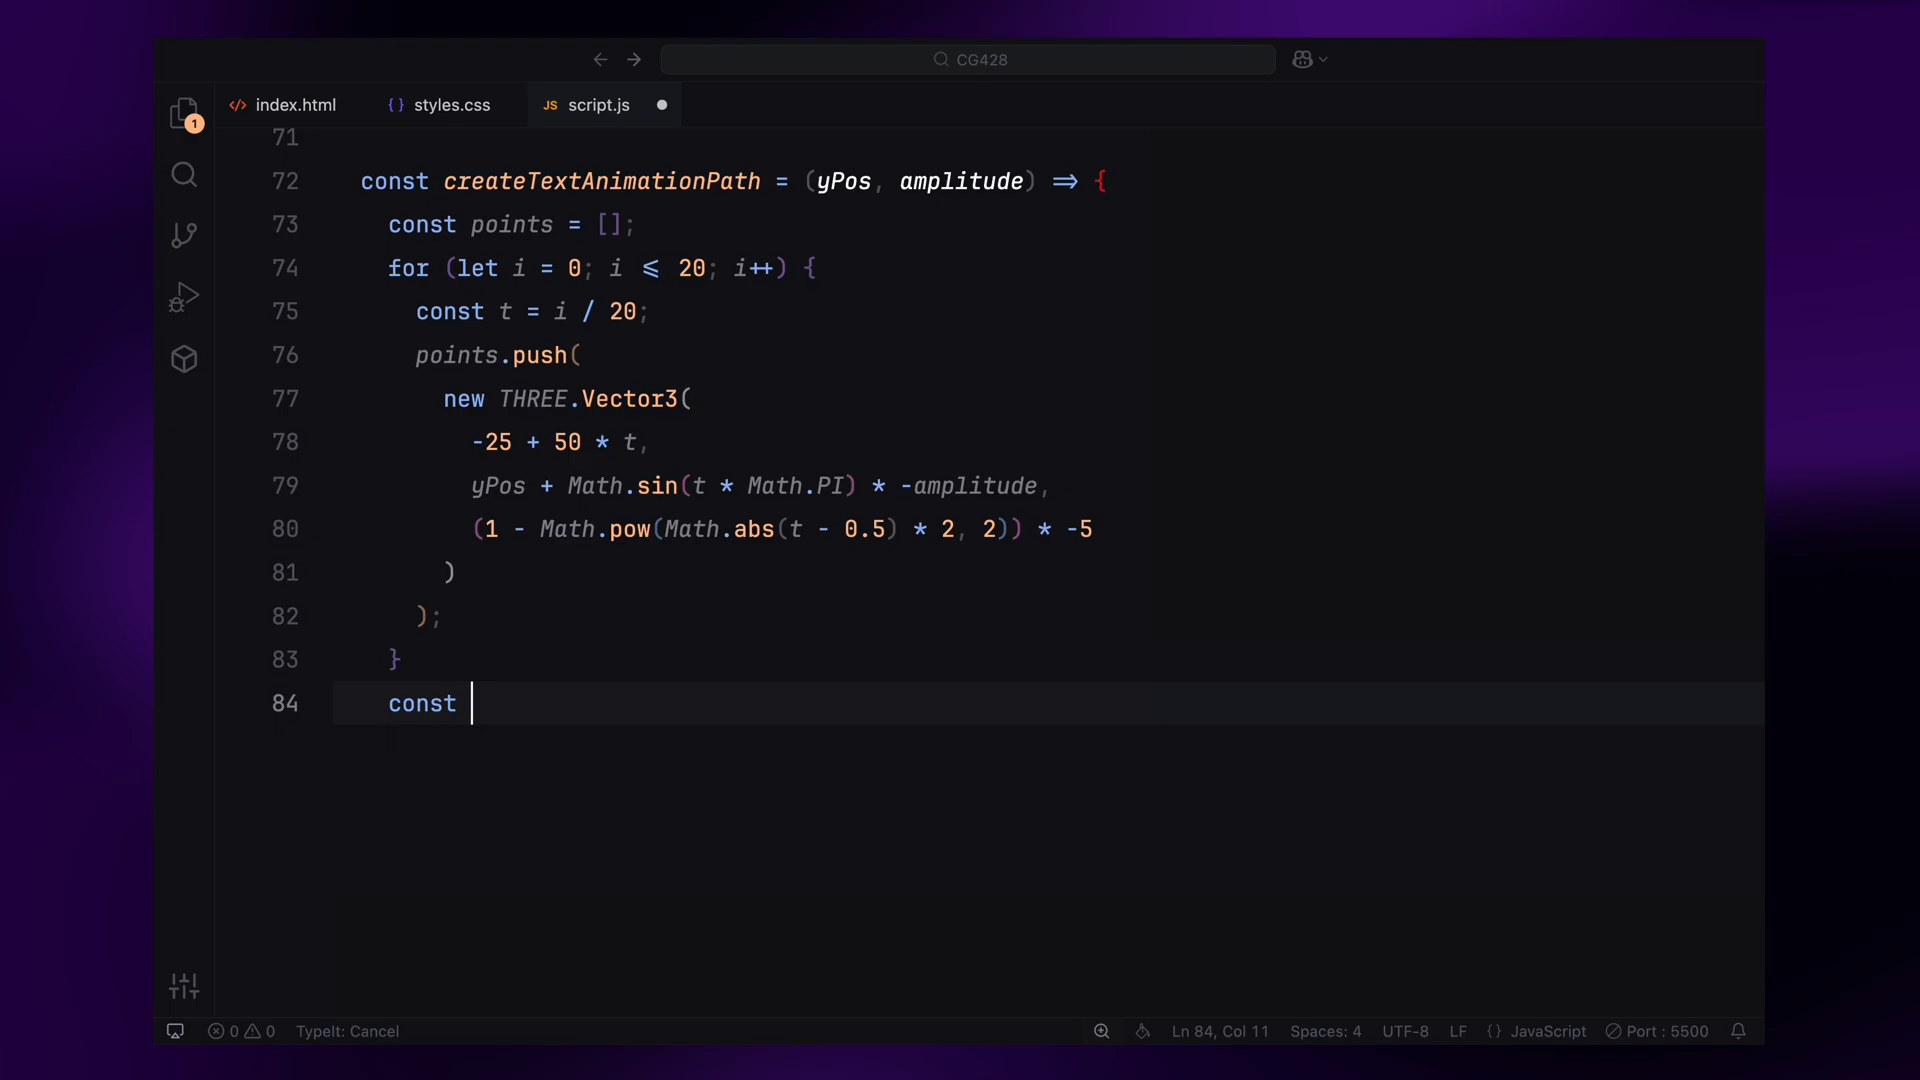 CG428
index.html
styles.css
JS script.js
1
71
72 const createTextAnimationPath = (yPos, amplitude) => {
73 const points = [];
74 for (let i = 0; i <= 20; i++) {
75 const t = i / 20;
76 points.push(
77 new THREE.Vector3(
78 -25 + 50 * t,
79 yPos + Math.sin(t * Math.PI) * -amplitude,
80 (1 - Math.pow(Math.abs(t - 0.5) * 2, 2)) * -5
81 )
82 );
83 }
84 const
0 0 TypeIt: Cancel Ln 84, Col 11 Spaces: 4 UTF-8 LF {} JavaScript Port : 5500